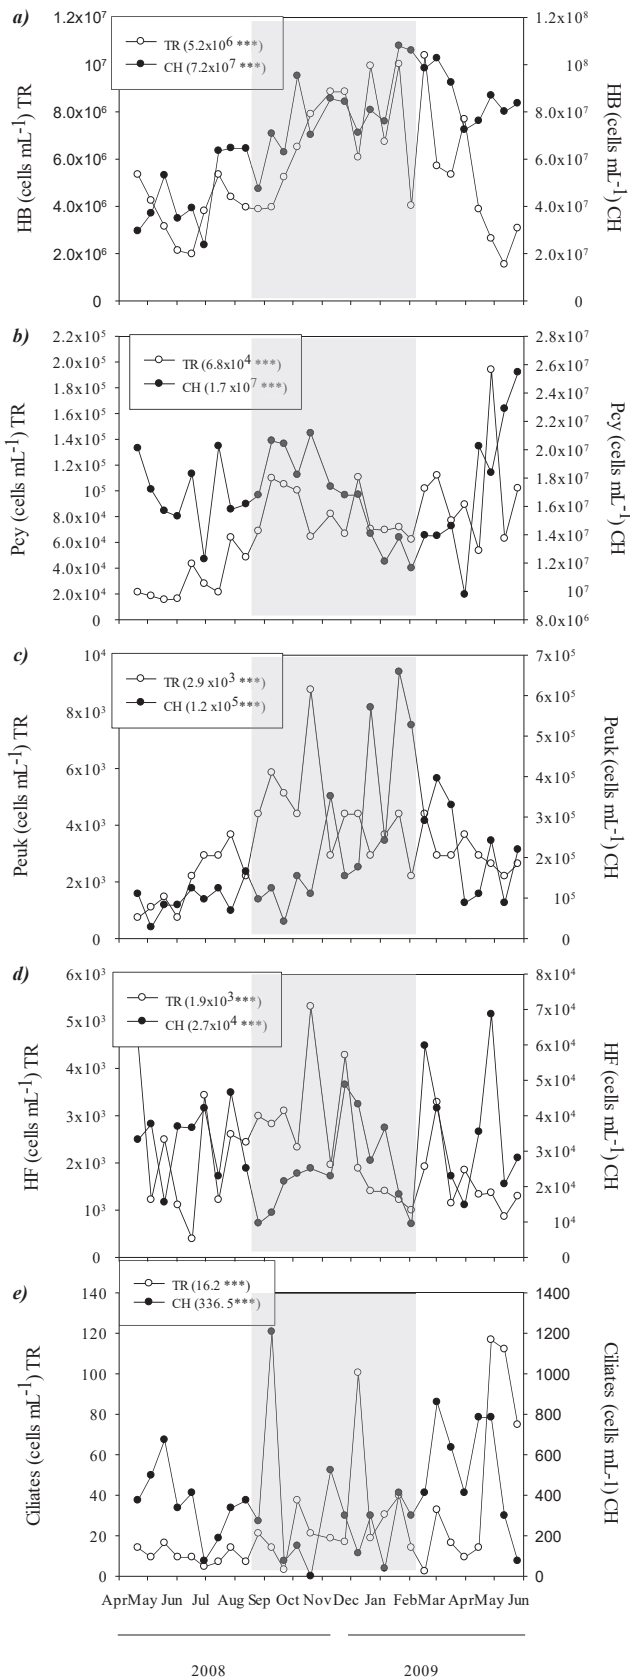 a)
1.2x10⁷ 1.2x10⁸
TR (5.2x10⁶ ***)
CH (7.2x10⁷ ***)
10⁷ 10⁸
8.0x10⁶ 8.0x10⁷
6.0x10⁶ 6.0x10⁷
4.0x10⁶ 4.0x10⁷
2.0x10⁶ 2.0x10⁷
0 0
HB (cells mL⁻¹) TR
HB (cells mL⁻¹) CH
b)
2.2x10⁵ 2.8x10⁷
2.0x10⁵ 2.6x10⁷
TR (6.8x10⁴ ***)
CH (1.7 x10⁷ ***)
1.8x10⁵ 2.4x10⁷
1.6x10⁵ 2.2x10⁷
1.4x10⁵ 2.0x10⁷
1.2x10⁵ 1.8x10⁷
10⁵ 1.6x10⁷
8.0x10⁴ 1.4x10⁷
6.0x10⁴ 1.2x10⁷
4.0x10⁴ 10⁷
2.0x10⁴ 8.0x10⁶
0
Pcy (cells mL⁻¹) TR
Pcy (cells mL⁻¹) CH
c)
10⁴ 7x10⁵
TR (2.9 x10³ ***)
CH (1.2 x10⁵***)
8x10³ 6x10⁵
6x10³ 5x10⁵
4x10³ 4x10⁵
2x10³ 3x10⁵
0 2x10⁵
10⁵
0
Peuk (cells mL⁻¹) TR
Peuk (cells mL⁻¹) CH
d)
6x10³ 8x10⁴
TR (1.9x10³***)
CH (2.7x10⁴ ***)
5x10³ 7x10⁴
4x10³ 6x10⁴
3x10³ 5x10⁴
2x10³ 4x10⁴
10³ 3x10⁴
0 2x10⁴
10⁴
0
HF (cells mL⁻¹) TR
HF (cells mL⁻¹) CH
e)
TR (16.2 ***)
CH (336. 5***)
140 1400
120 1200
100 1000
80 800
60 600
40 400
20 200
0 0
Ciliates (cells mL⁻¹) TR
Ciliates (cells mL-1) CH
Apr May Jun Jul Aug Sep Oct Nov Dec Jan Feb Mar Apr May Jun
2008 2009